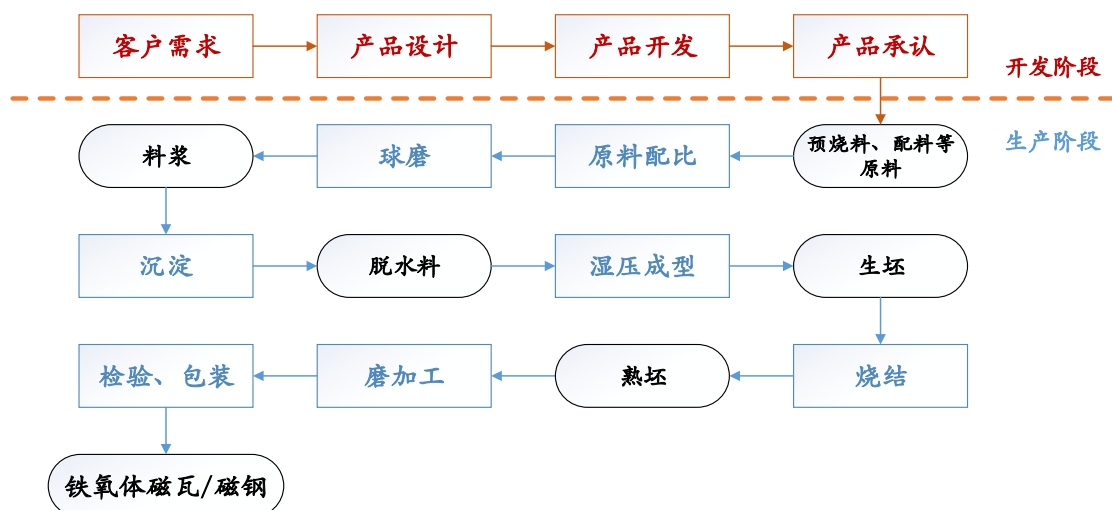 客户需求
产品设计
产品开发
产品承认
开发阶段
生产阶段
预烧料、配料等
原料
原料配比
球磨
料浆
沉淀
脱水料
湿压成型
生坯
烧结
熟坯
磨加工
检验、包装
铁氧体磁瓦/磁钢